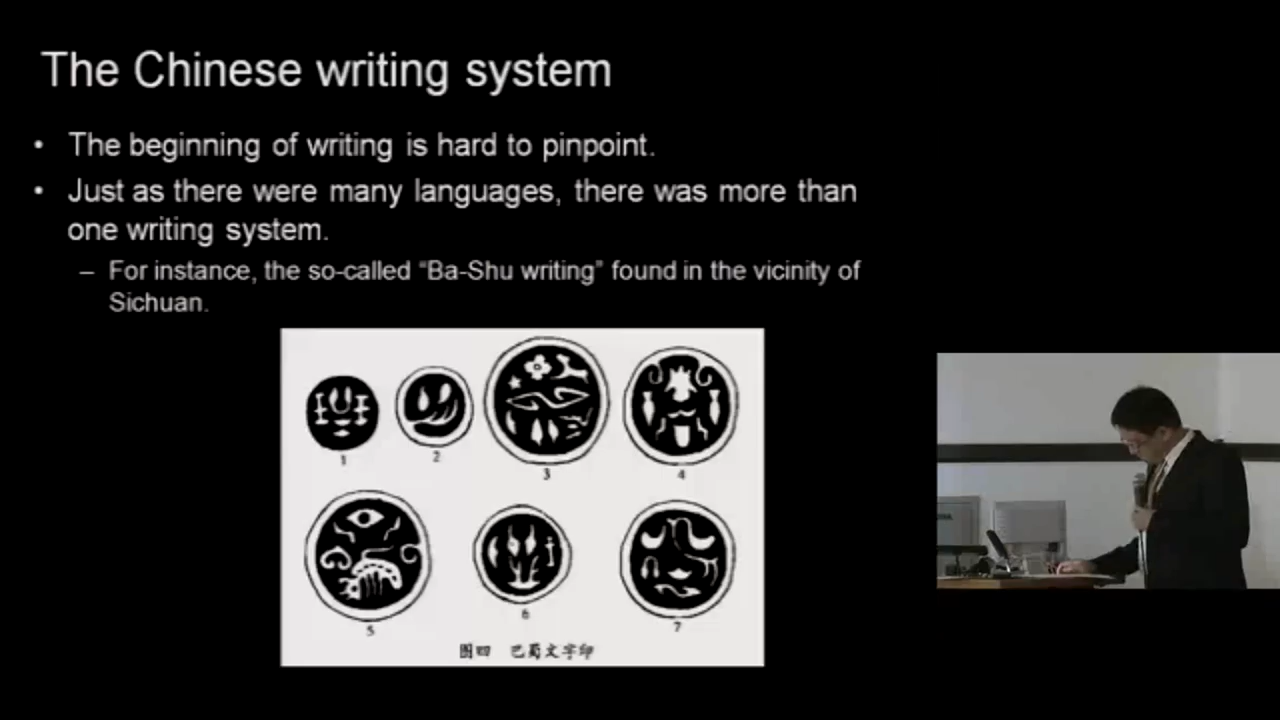 The Chinese writing system
• The beginning of writing is hard to pinpoint.
• Just as there were many languages, there was more than
one writing system.
– For instance, the so-called “Ba-Shu writing” found in the vicinity of
Sichuan.
1 2 3 4
5 6 7
图四 巴蜀文字印